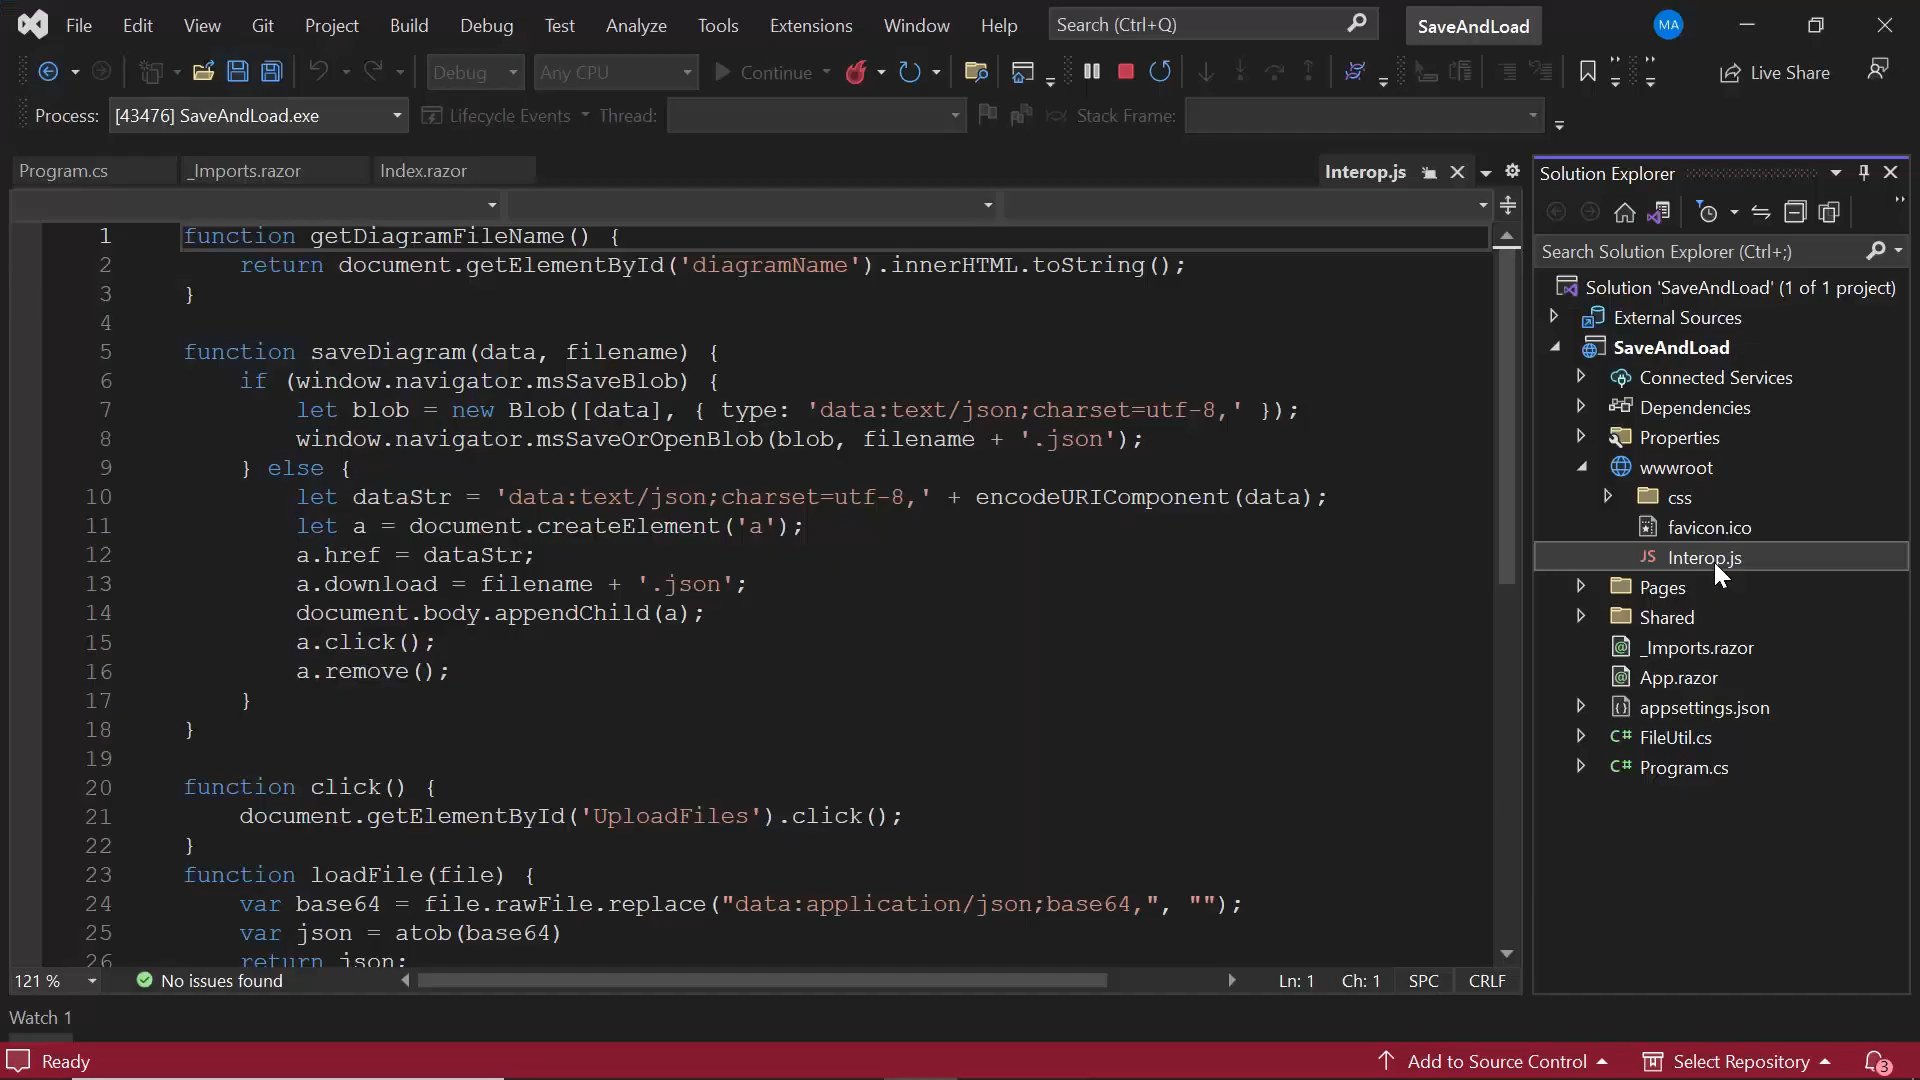 File Edit View Git Project Build Debug Test Analyze Tools Extensions Window Help Search (Ctrl+Q) SaveAndLoad MA
Debug Any CPU Continue Live Share
Process: [43476] SaveAndLoad.exe Lifecycle Events Thread: Stack Frame:
Program.cs _Imports.razor Index.razor Interop.js
1 function getDiagramFileName() {
2 return document.getElementById('diagramName').innerHTML.toString();
3 }
4
5 function saveDiagram(data, filename) {
6 if (window.navigator.msSaveBlob) {
7 let blob = new Blob([data], { type: 'data:text/json;charset=utf-8,' });
8 window.navigator.msSaveOrOpenBlob(blob, filename + '.json');
9 } else {
10 let dataStr = 'data:text/json;charset=utf-8,' + encodeURIComponent(data);
11 let a = document.createElement('a');
12 a.href = dataStr;
13 a.download = filename + '.json';
14 document.body.appendChild(a);
15 a.click();
16 a.remove();
17 }
18 }
19
20 function click() {
21 document.getElementById('UploadFiles').click();
22 }
23 function loadFile(file) {
24 var base64 = file.rawFile.replace("data:application/json;base64,", "");
25 var json = atob(base64)
26 return json;
121 % No issues found Ln: 1 Ch: 1 SPC CRLF
Solution Explorer
Search Solution Explorer (Ctrl+;)
Solution 'SaveAndLoad' (1 of 1 project)
External Sources
SaveAndLoad
Connected Services
Dependencies
Properties
wwwroot
css
favicon.ico
JS Interop.js
Pages
Shared
_Imports.razor
App.razor
appsettings.json
C# FileUtil.cs
C# Program.cs
Watch 1
Ready Add to Source Control Select Repository 3